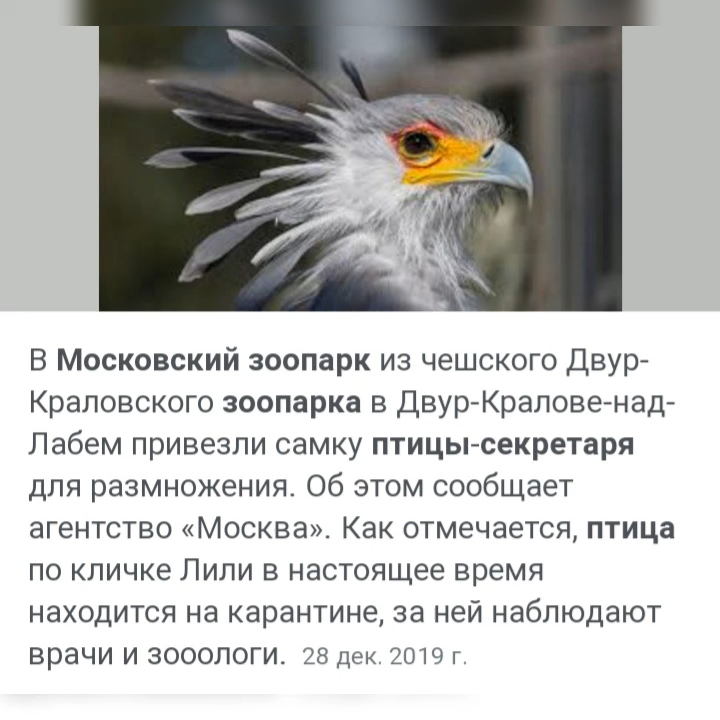 В Московский зоопарк из чешского Двур-
Краловского зоопарка в Двур-Кралове-над-
Лабем привезли самку птицы-секретаря
для размножения. Об этом сообщает
агентство «Москва». Как отмечается, птица
по кличке Лили в настоящее время
находится на карантине, за ней наблюдают
врачи и зооологи. 28 дек. 2019 г.